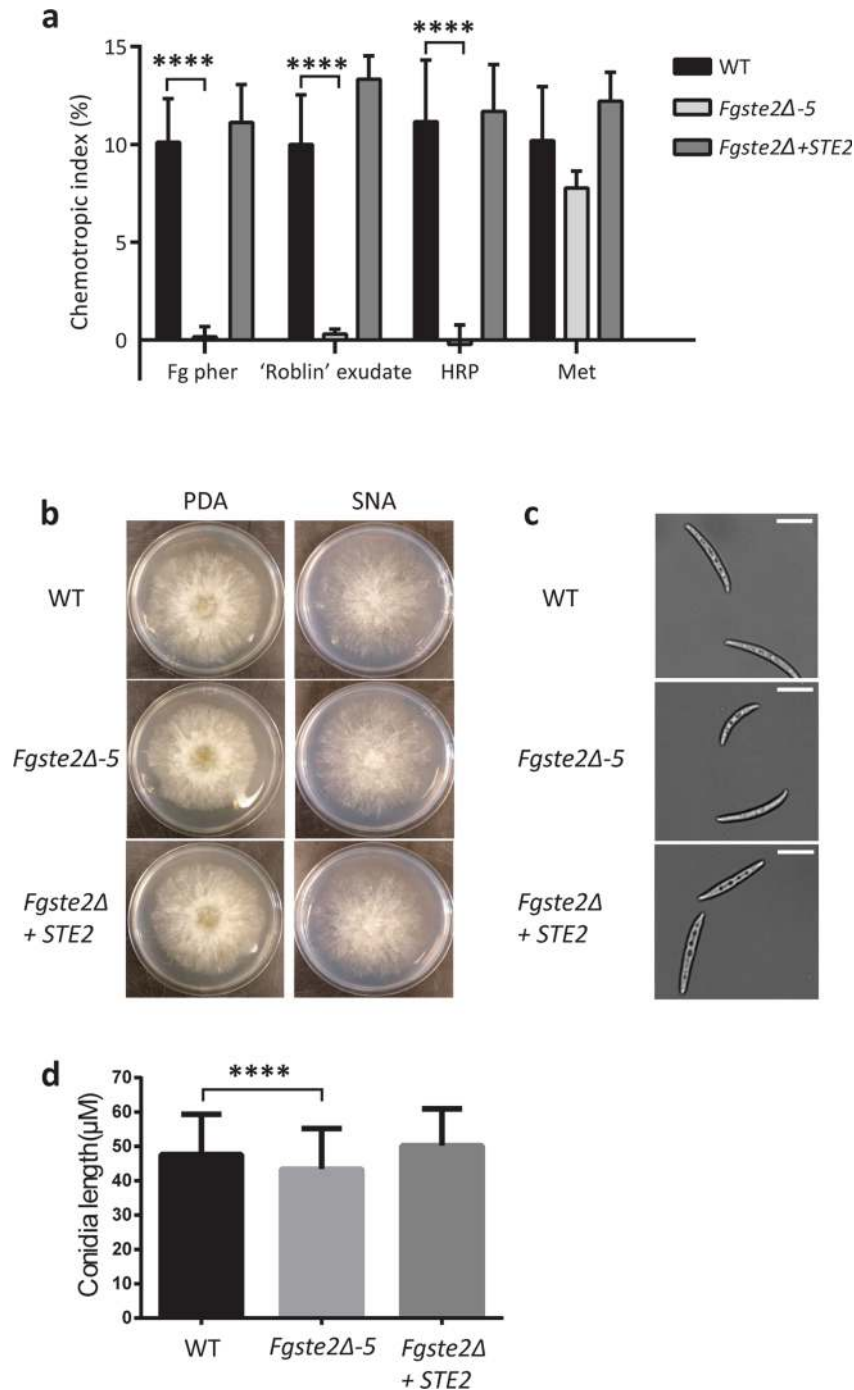 a
Chemotropic index (%)
15
10
5
0
****
****
****
Fg pher
'Roblin' exudate
HRP
Met
WT
Fgste2Δ-5
Fgste2Δ+STE2
b
PDA
SNA
WT
Fgste2Δ-5
Fgste2Δ
+ STE2
c
WT
Fgste2Δ-5
Fgste2Δ
+ STE2
d
Conidia length(µM)
70
60
50
40
30
20
10
0
****
WT
Fgste2Δ-5
Fgste2Δ
+ STE2